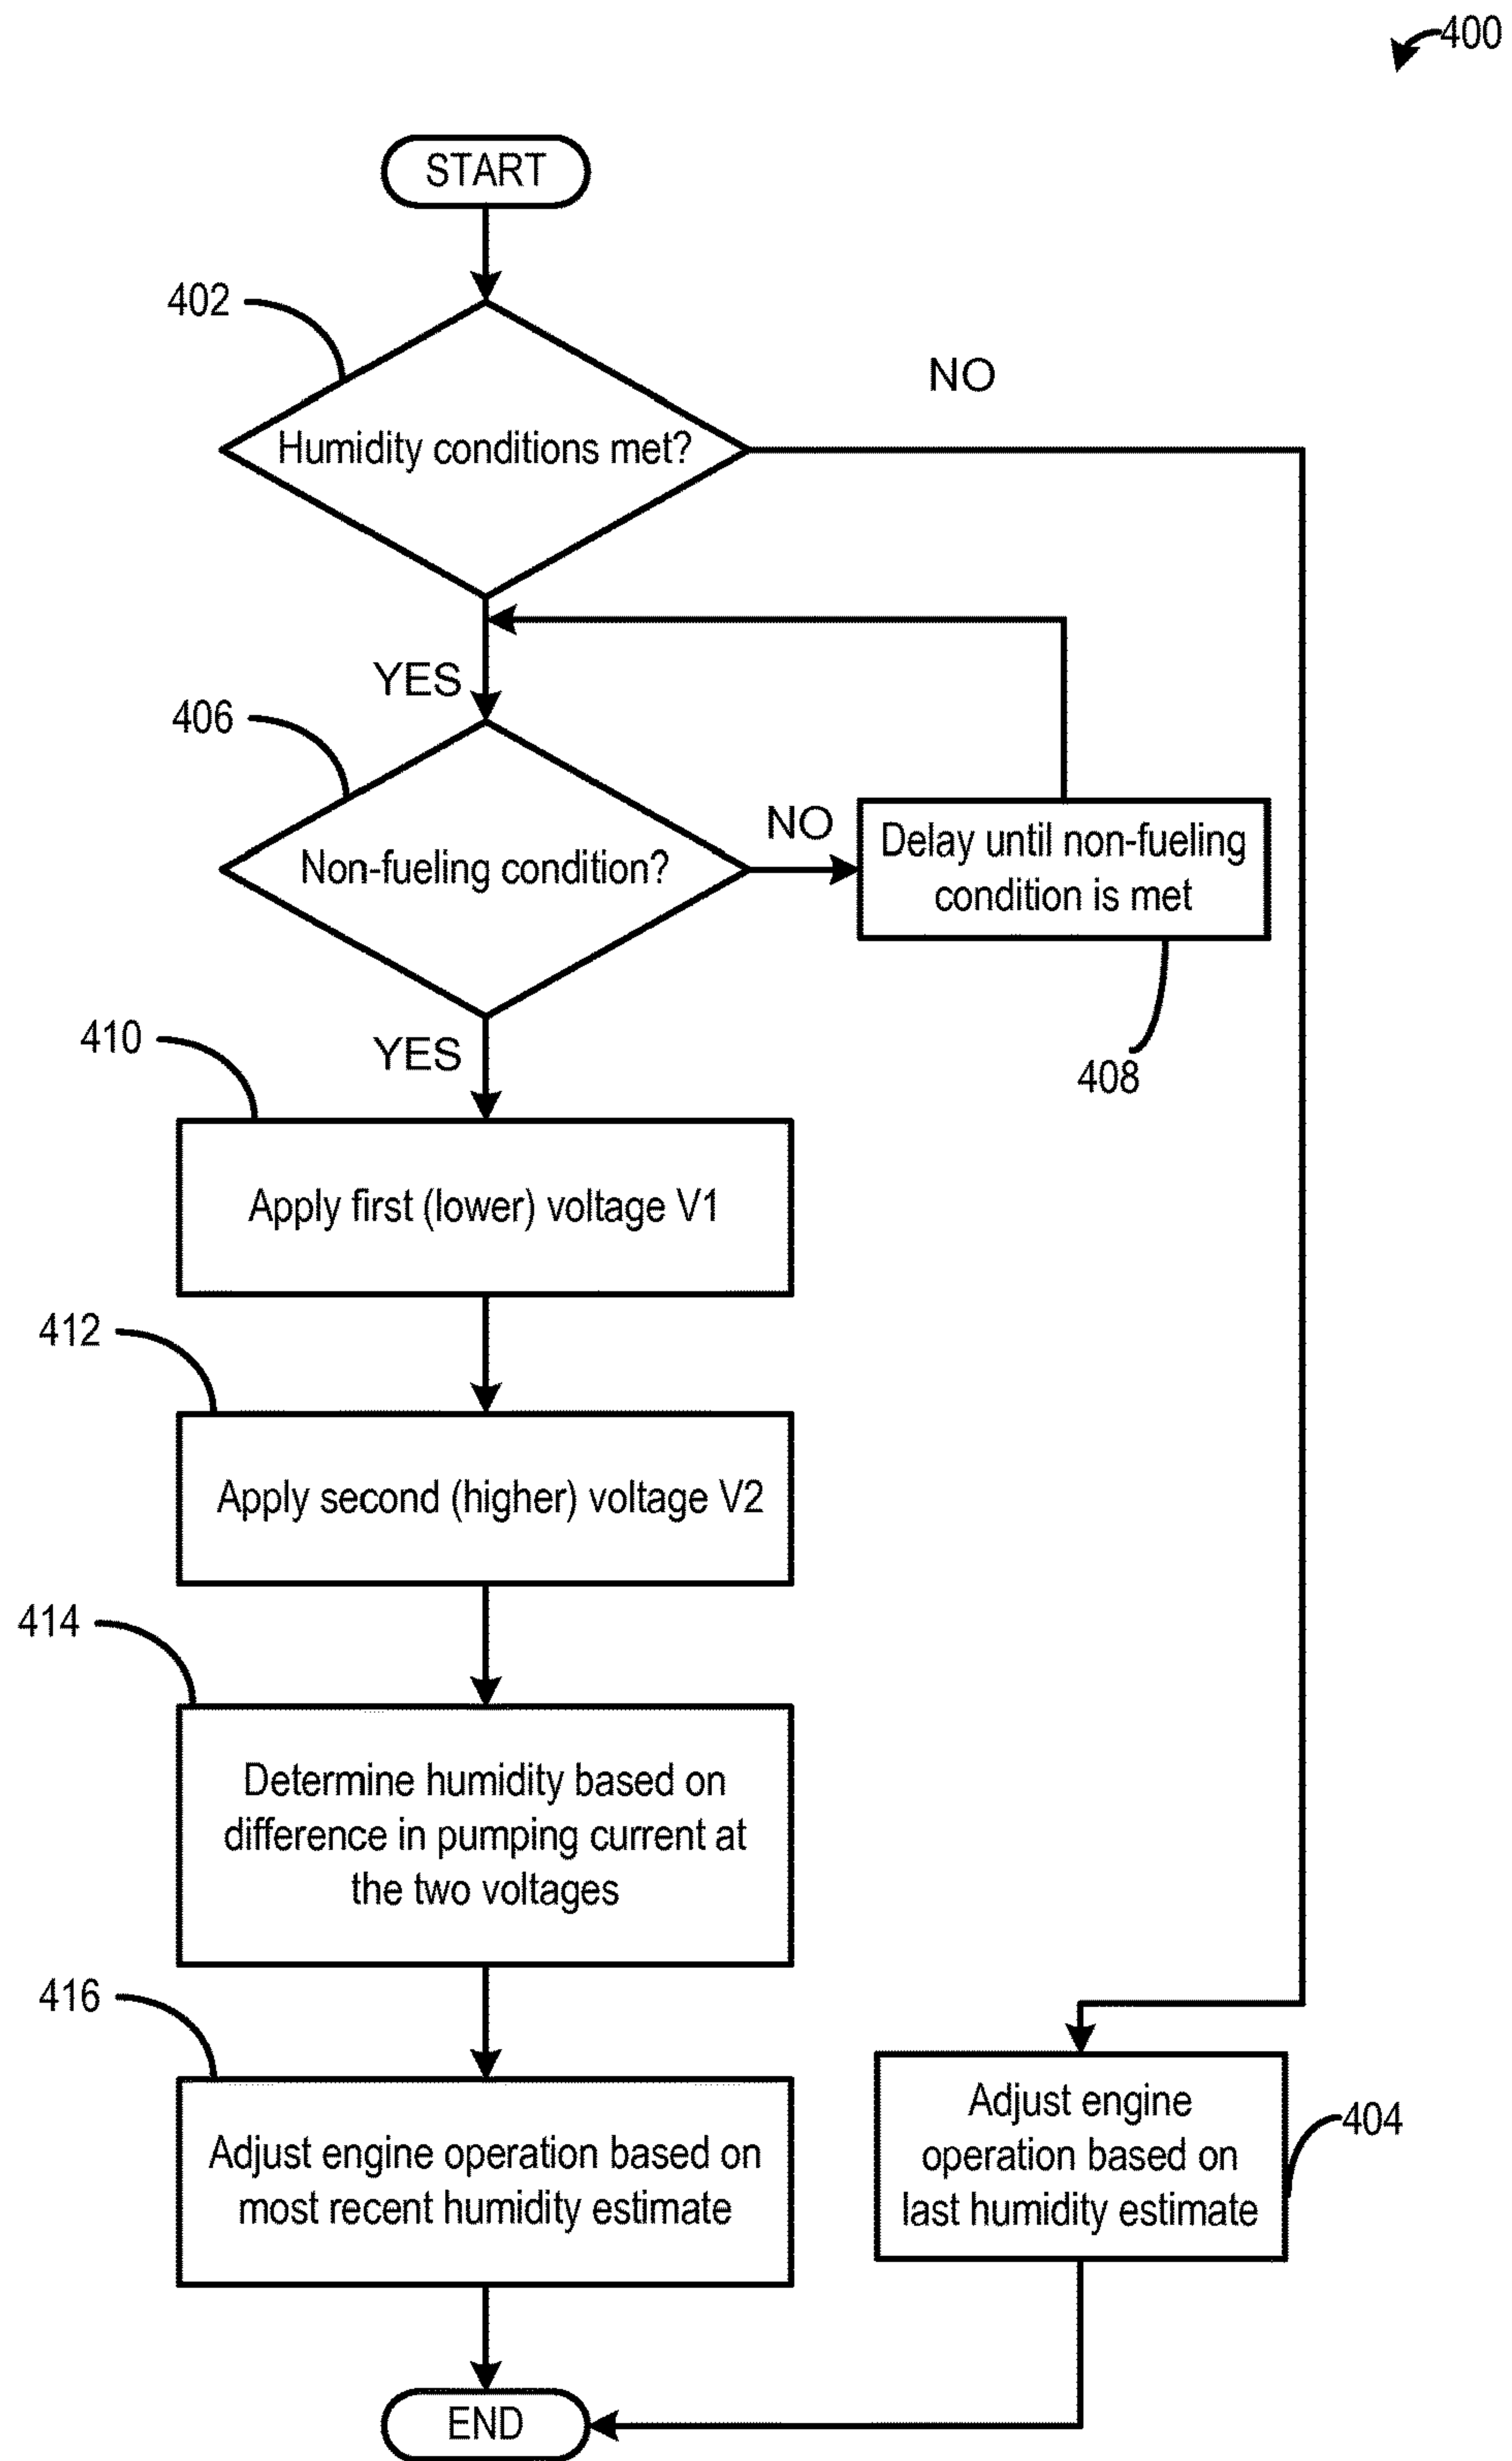 400
START
402
NO
Humidity conditions met?
YES
406
NO
Non-fueling condition?
Delay until non-fueling
condition is met
408
410
YES
Apply first (lower) voltage V1
412
Apply second (higher) voltage V2
414
Determine humidity based on
difference in pumping current at
the two voltages
416
Adjust engine operation based on
most recent humidity estimate
Adjust engine
operation based on
last humidity estimate
404
END